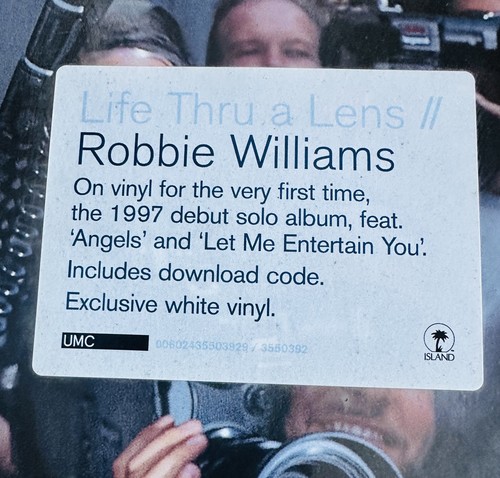 Life Thru a Lens //
Robbie Williams
On vinyl for the very first time,
the 1997 debut solo album, feat.
‘Angels’ and ‘Let Me Entertain You’.
Includes download code.
Exclusive white vinyl.
UMC 00602435503929 / 3550392
ISLAND